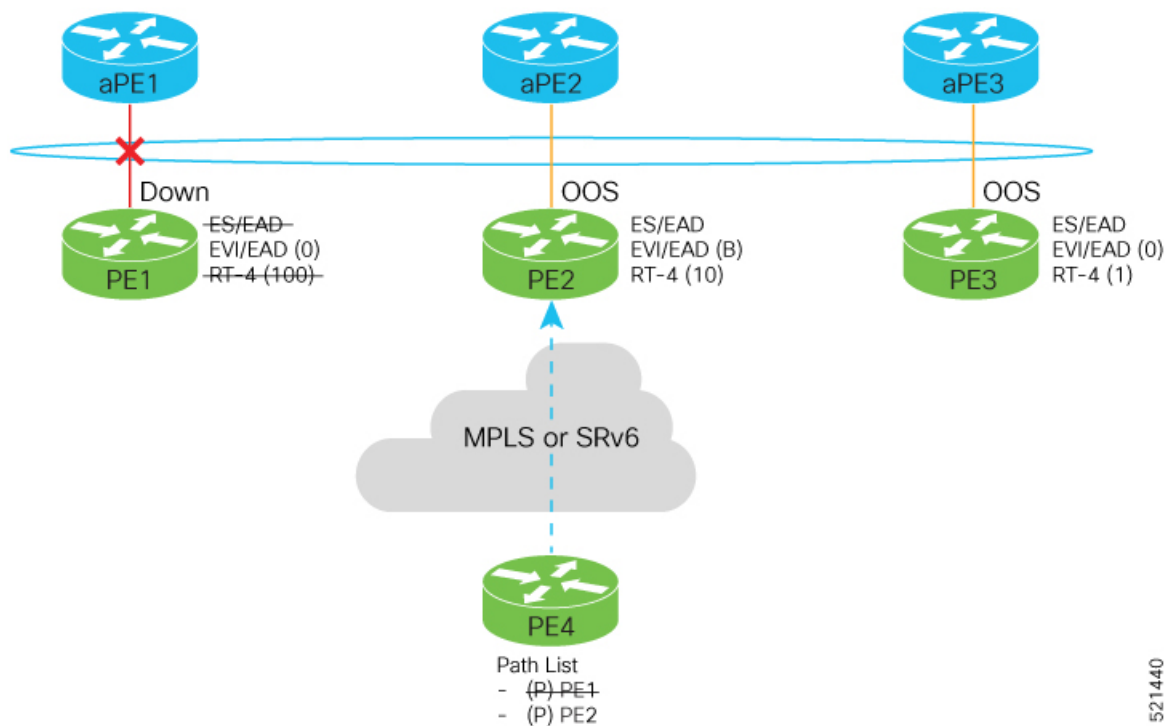 aPE1
aPE2
aPE3
Down
OOS
OOS
PE1
ES/EAD
EVI/EAD (0)
RT-4 (100)
PE2
ES/EAD
EVI/EAD (B)
RT-4 (10)
PE3
ES/EAD
EVI/EAD (0)
RT-4 (1)
MPLS or SRv6
PE4
Path List
- (P) PE1
- (P) PE2
521440